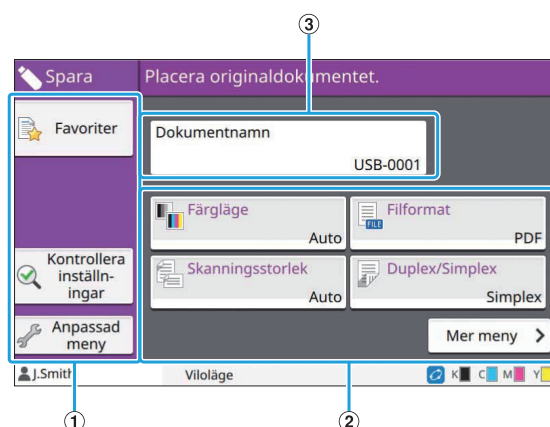 3
Spara
Placera originaldokumentet.
Favoriter
Dokumentnamn
USB-0001
Färgläge
Auto
Filformat
FILE
PDF
Kontrollera
inställn-
ingar
Skanningsstorlek
Auto
Duplex/Simplex
Simplex
Anpassad
meny
Mer meny
J.Smith
Viloläge
K C M Y
1
2